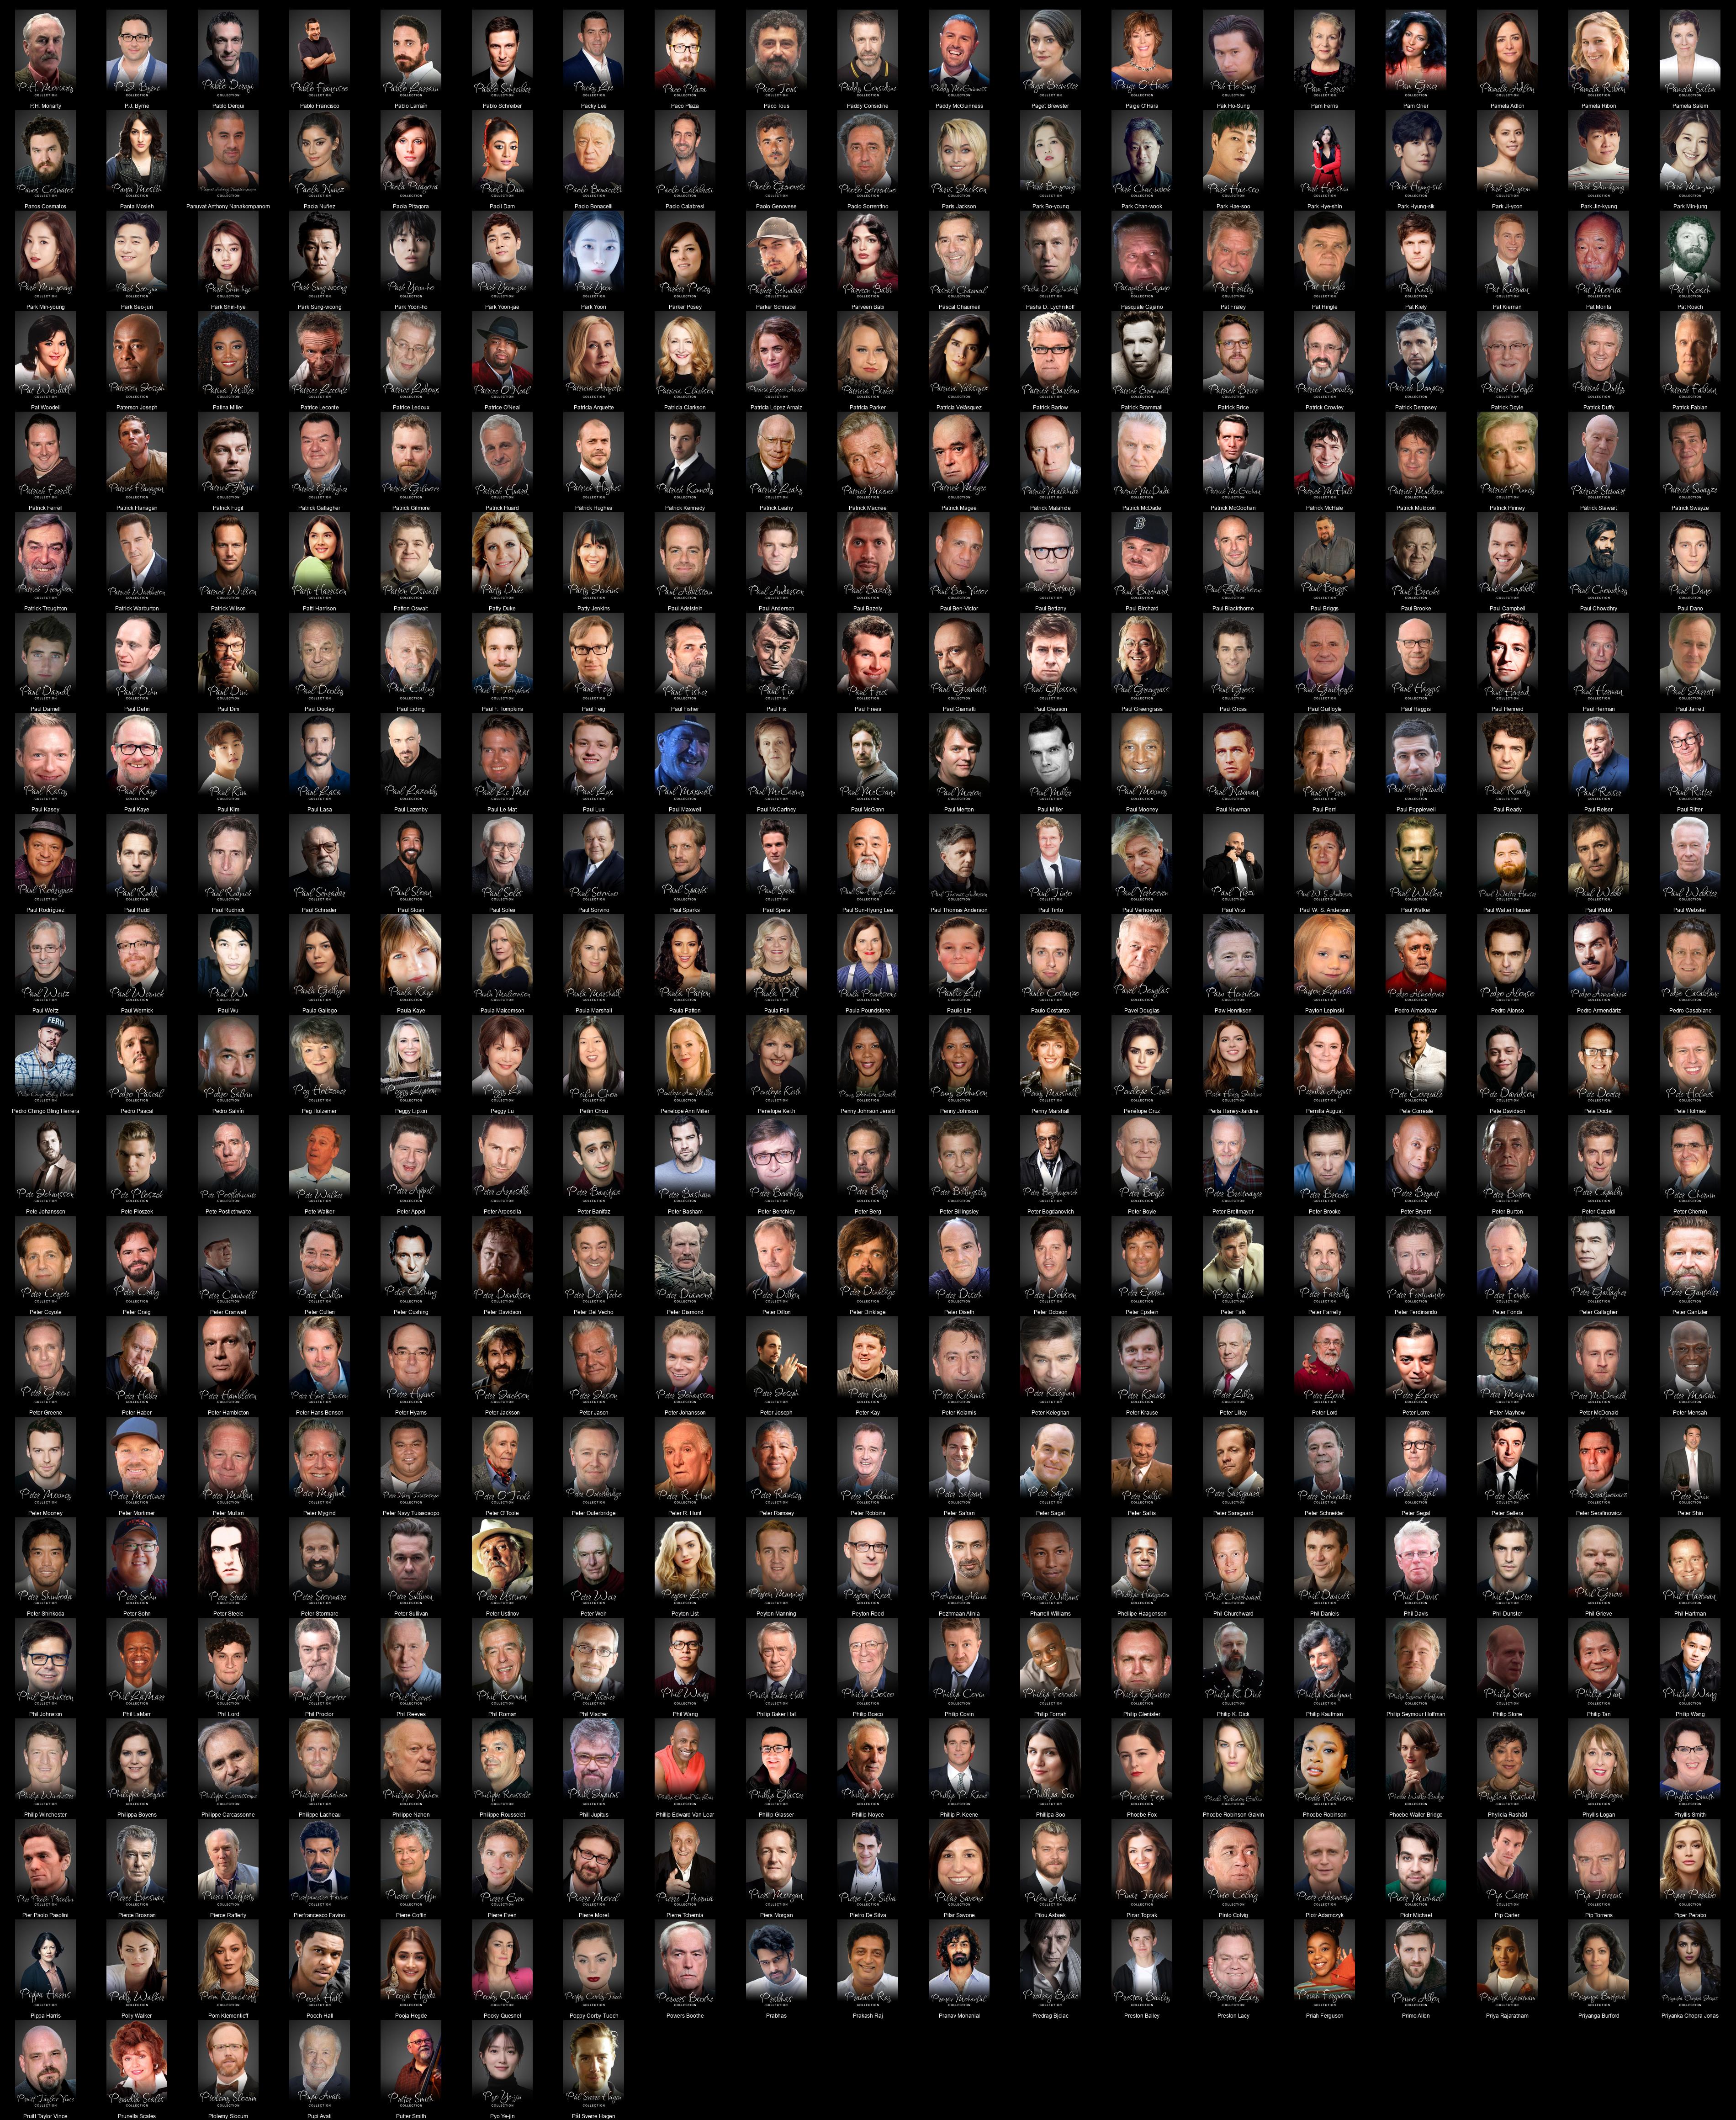 P.H. Moriarty P.J. Byrne Pablo Derqui Pablo Francisco Pablo Larraín Pablo Schreiber Packy Lee Paco Plaza Paco Tous Paddy Considine Paddy McGuinness Paget Brewster Paige O'Hara Pak Ho-Sung Pam Ferris Pam Grier Pamela Adlon Pamela Ribon Pamela Salem
Panos Cosmatos Panta Mosleh Panuvat Anthony Nanakornpanom Paola Nuñez Paola Pitagora Paoli Dam Paolo Bonacelli Paolo Calabresi Paolo Genovese Paolo Sorrentino Paris Jackson Park Bo-young Park Chan-wook Park Hae-soo Park Hye-shin Park Hyung-sik Park Ji-yoon Park Jin-kyung Park Min-jung
Park Min-young Park Seo-jun Park Shin-hye Park Sung-woong Park Yeon-ho Park Yoon-jae Park Yoon Parker Posey Parker Schnabel Parveen Babi Pascal Chaumeil Pasha D. Lychnikoff Pasquale Cajano Pat Fraley Pat Hingle Pat Kiely Pat Kiernan Pat Morita Pat Roach
Pat Woodell Paterson Joseph Patina Miller Patrice Leconte Patrice Ledoux Patrice O'Neal Patricia Arquette Patricia Clarkson Patricia López Arnaiz Patricia Parker Patricia Velásquez Patrick Barlow Patrick Brammall Patrick Brice Patrick Crowley Patrick Dempsey Patrick Doyle Patrick Duffy Patrick Fabian
Patrick Ferrell Patrick Flanagan Patrick Fugit Patrick Gallagher Patrick Gilmore Patrick Huard Patrick Hughes Patrick Kennedy Patrick Leahy Patrick Macnee Patrick Magee Patrick Malahide Patrick McDade Patrick McGoohan Patrick McHale Patrick Muldoon Patrick Pinney Patrick Stewart Patrick Swayze
Patrick Troughton Patrick Warburton Patrick Wilson Patti Harrison Patton Oswalt Patty Duke Patty Jenkins Paul Adelstein Paul Anderson Paul Bazely Paul Ben-Victor Paul Bettany Paul Birchard Paul Blackthorne Paul Briggs Paul Brooke Paul Campbell Paul Chowdhry Paul Dano
Paul Darnell Paul Dehn Paul Dini Paul Dooley Paul Eiding Paul F. Tompkins Paul Feig Paul Fisher Paul Fix Paul Frees Paul Giamatti Paul Gleason Paul Greengrass Paul Gross Paul Guilfoyle Paul Haggis Paul Henreid Paul Herman Paul Jarrett
Paul Kasey Paul Kaye Paul Kim Paul Lasa Paul Lazenby Paul Le Mat Paul Lux Paul Maxwell Paul McCartney Paul McGann Paul Merton Paul Miller Paul Mooney Paul Newman Paul Perri Paul Popplewell Paul Ready Paul Reiser Paul Ritter
Paul Rodriguez Paul Rudd Paul Rudnick Paul Schrader Paul Sloan Paul Soles Paul Sorvino Paul Sparks Paul Spera Paul Sun-Hyung Lee Paul Thomas Anderson Paul Tinto Paul Verhoeven Paul Virzi Paul W. S. Anderson Paul Walker Paul Walter Hauser Paul Webb Paul Webster
Paul Weitz Paul Wernick Paul Wu Paula Gallego Paula Kaye Paula Malcomson Paula Marshall Paula Patton Paula Pell Paula Poundstone Paulie Litt Paulo Costanzo Pavel Douglas Paw Henriksen Payton Lepinski Pedro Almodóvar Pedro Alonso Pedro Armendáriz Pedro Casablanc
Pedro Chingo Bling Herrera Pedro Pascal Pedro Salvín Peg Holzemer Peggy Lipton Peggy Lu Peilin Chou Penelope Ann Miller Penelope Keith Penny Johnson Jerald Penny Johnson Penny Marshall Penélope Cruz Perla Haney-Jardine Pernilla August Pete Correale Pete Davidson Pete Docter Pete Holmes
Pete Johansson Pete Ploszek Pete Postlethwaite Pete Walker Peter Appel Peter Arpesella Peter Banifaz Peter Basham Peter Benchley Peter Berg Peter Billingsley Peter Bogdanovich Peter Boyle Peter Breitmayer Peter Brooke Peter Bryant Peter Burton Peter Capaldi Peter Chernin
Peter Coyote Peter Craig Peter Cranwell Peter Cullen Peter Cushing Peter Davidson Peter Del Vecho Peter Diamond Peter Dillon Peter Dinklage Peter Diseth Peter Dobson Peter Epstein Peter Falk Peter Farrelly Peter Ferdinando Peter Fonda Peter Gallagher Peter Gantzler
Peter Greene Peter Haber Peter Hambleton Peter Hans Benson Peter Hyams Peter Jackson Peter Jason Peter Johansson Peter Joseph Peter Kay Peter Kelamis Peter Keleghan Peter Krause Peter Lilley Peter Lord Peter Lorre Peter Mayhew Peter McDonald Peter Mensah
Peter Mooney Peter Mortimer Peter Mullan Peter Mygind Peter Navy Tuiasosopo Peter O'Toole Peter Outerbridge Peter R. Hunt Peter Ramsey Peter Robbins Peter Safran Peter Sagal Peter Sallis Peter Sarsgaard Peter Schneider Peter Segal Peter Sellers Peter Serafinowicz Peter Shin
Peter Shinkoda Peter Sohn Peter Steele Peter Stormare Peter Sullivan Peter Ustinov Peter Weir Peyton List Peyton Manning Peyton Reed Pezhmaan Alinia Pharrell Williams Phellipe Haagensen Phil Churchward Phil Daniels Phil Davis Phil Dunster Phil Grieve Phil Hartman
Phil Johnston Phil LaMarr Phil Lord Phil Proctor Phil Reeves Phil Roman Phil Vischer Phil Wang Philip Baker Hall Philip Bosco Philip Covin Philip Fornah Philip Glenister Philip K. Dick Philip Kaufman Philip Seymour Hoffman Philip Stone Philip Tan Philip Wang
Philip Winchester Philippa Boyens Philippe Carcassonne Philippe Lacheau Philippe Nahon Philippe Rousselet Phill Jupitus Phillip Edward Van Lear Phillip Glasser Phillip Noyce Phillip P. Keene Phillipa Soo Phoebe Fox Phoebe Robinson-Galvin Phoebe Robinson Phoebe Waller-Bridge Phylicia Rashād Phyllis Logan Phyllis Smith
Pier Paolo Pasolini Pierce Brosnan Pierce Rafferty Pierfrancesco Favino Pierre Coffin Pierre Even Pierre Morel Pierre Tchernia Piers Morgan Pietro De Silva Pilar Savone Pilou Asbæk Pinar Toprak Pinto Colvig Piotr Adamczyk Piotr Michael Pip Carter Pip Torrens Piper Perabo
Pippa Harris Polly Walker Pom Klementieff Pooch Hall Pooja Hegde Pooky Quesnel Poppy Corby-Tuech Powers Boothe Prabhas Prakash Raj Pranav Mohanlal Predrag Bjelac Preston Bailey Preston Lacy Priah Ferguson Primo Allon Priya Rajaratnam Priyanga Burford Priyanka Chopra Jonas
Pruitt Taylor Vince Prunella Scales Ptolemy Slocum Pupi Avati Putter Smith Pyo Ye-jin Pål Sverre Hagen